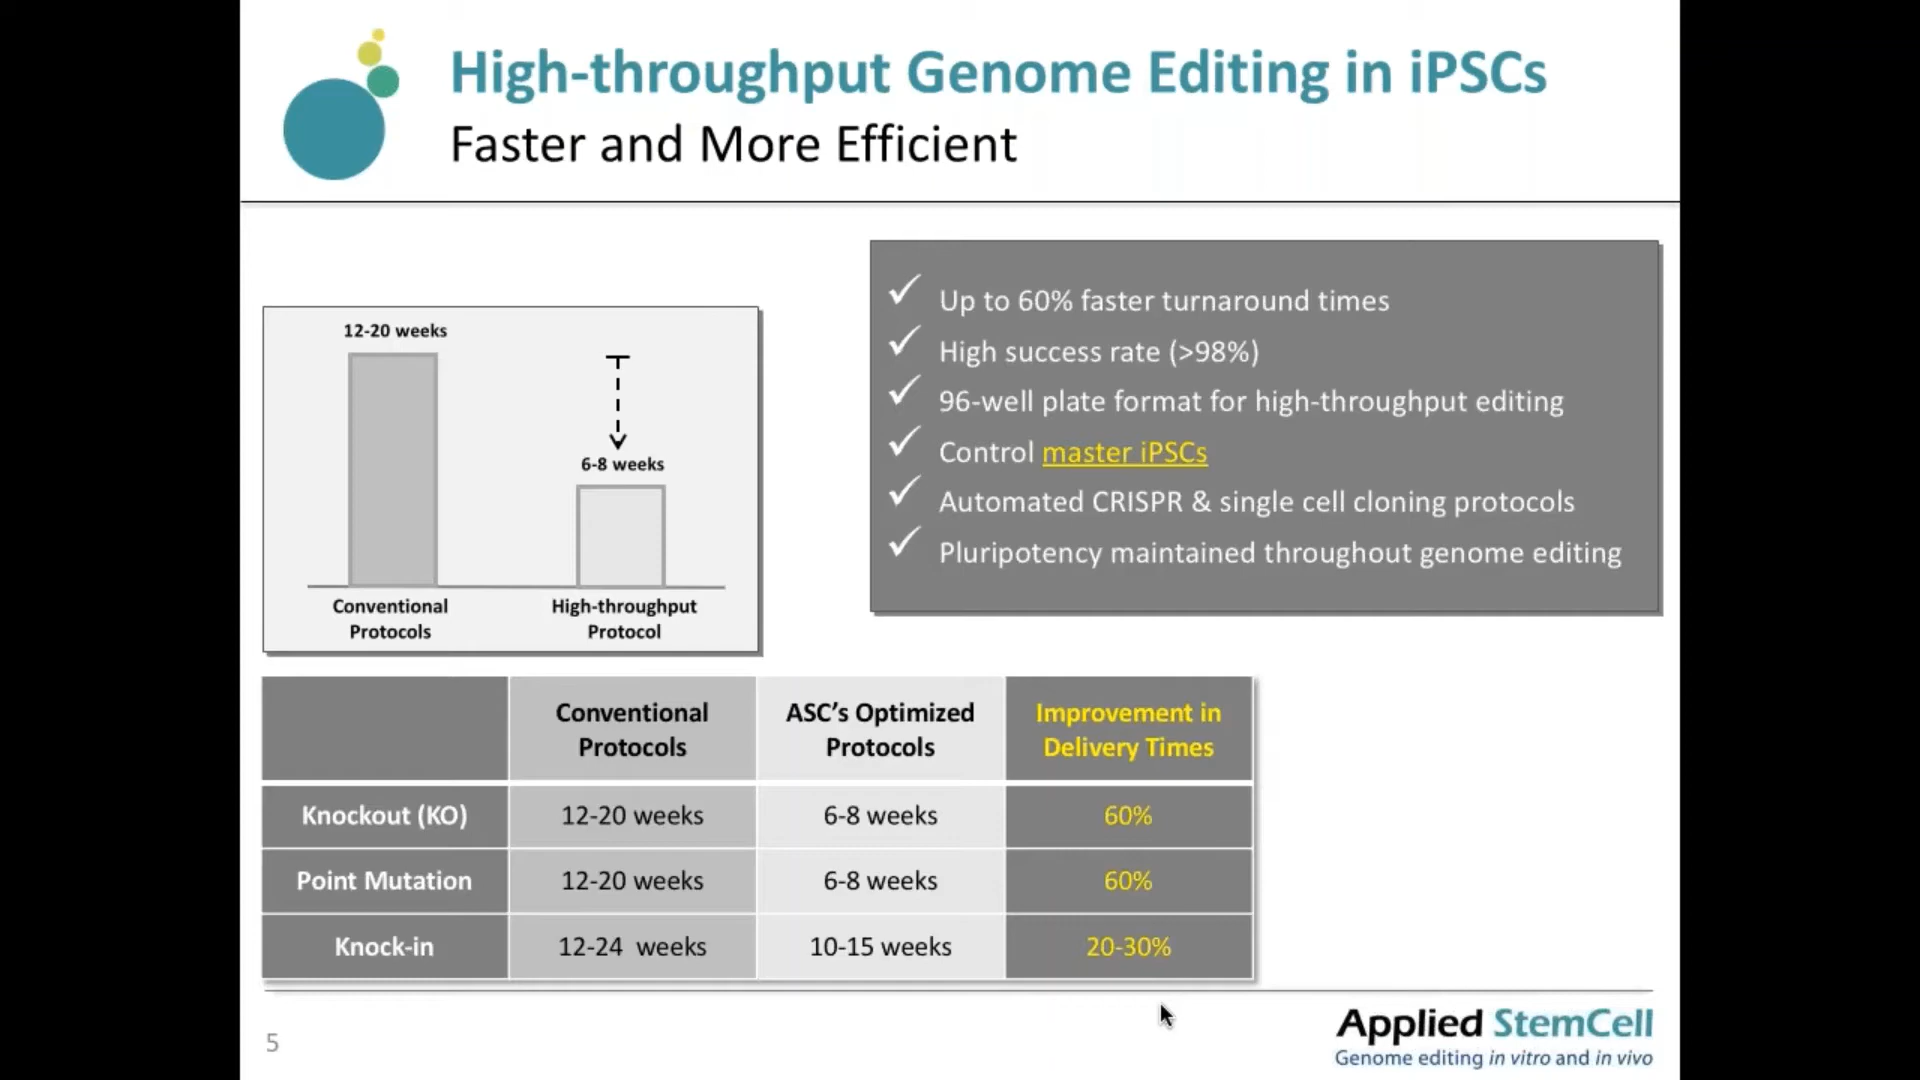 High-throughput Genome Editing in iPSCs
Faster and More Efficient
12-20 weeks
6-8 weeks
Conventional
Protocols
High-throughput
Protocol
Up to 60% faster turnaround times
High success rate (>98%)
96-well plate format for high-throughput editing
Control master iPSCs
Automated CRISPR & single cell cloning protocols
Pluripotency maintained throughout genome editing
Conventional
Protocols
ASC’s Optimized
Protocols
Improvement in
Delivery Times
Knockout (KO) 12-20 weeks 6-8 weeks 60%
Point Mutation 12-20 weeks 6-8 weeks 60%
Knock-in 12-24 weeks 10-15 weeks 20-30%
5
Applied StemCell
Genome editing in vitro and in vivo